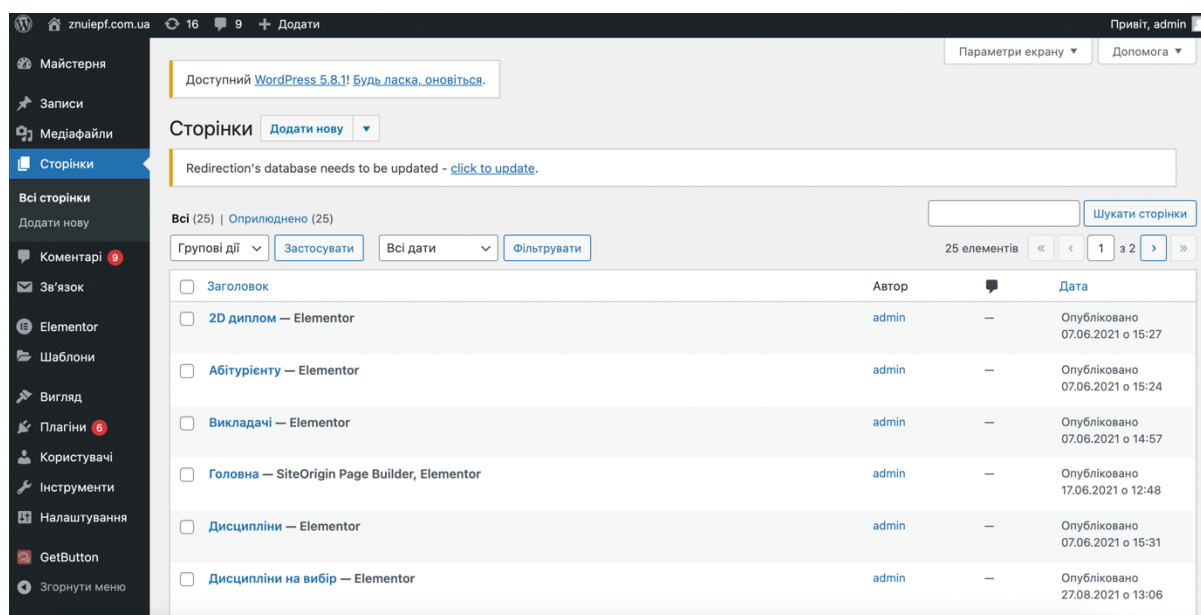 znuiepf.com.ua 16 9 + Додати Привіт, admin
Параметри екрану ▼ Допомога ▼
Майстерня
Записи
Медіафайли
Сторінки
Всі сторінки
Додати нову
Коментарі 9
Зв'язок
Elementor
Шаблони
Вигляд
Плагіни 6
Користувачі
Інструменти
Налаштування
GetButton
Згорнути меню
Доступний WordPress 5.8.1! Будь ласка, оновіться.
Сторінки Додати нову ▼
Redirection's database needs to be updated - click to update.
Всі (25) | Оприлюднено (25)
Шукати сторінки
Групові дії Застосувати Всі дати Фільтрувати
25 елементів « ‹ 1 з 2 › »
Заголовок Автор Дата
2D диплом — Elementor admin — Опубліковано
07.06.2021 о 15:27
Абітурієнту — Elementor admin — Опубліковано
07.06.2021 о 15:24
Викладачі — Elementor admin — Опубліковано
07.06.2021 о 14:57
Головна — SiteOrigin Page Builder, Elementor admin — Опубліковано
17.06.2021 о 12:48
Дисципліни — Elementor admin — Опубліковано
07.06.2021 о 15:31
Дисципліни на вибір — Elementor admin — Опубліковано
27.08.2021 о 13:06